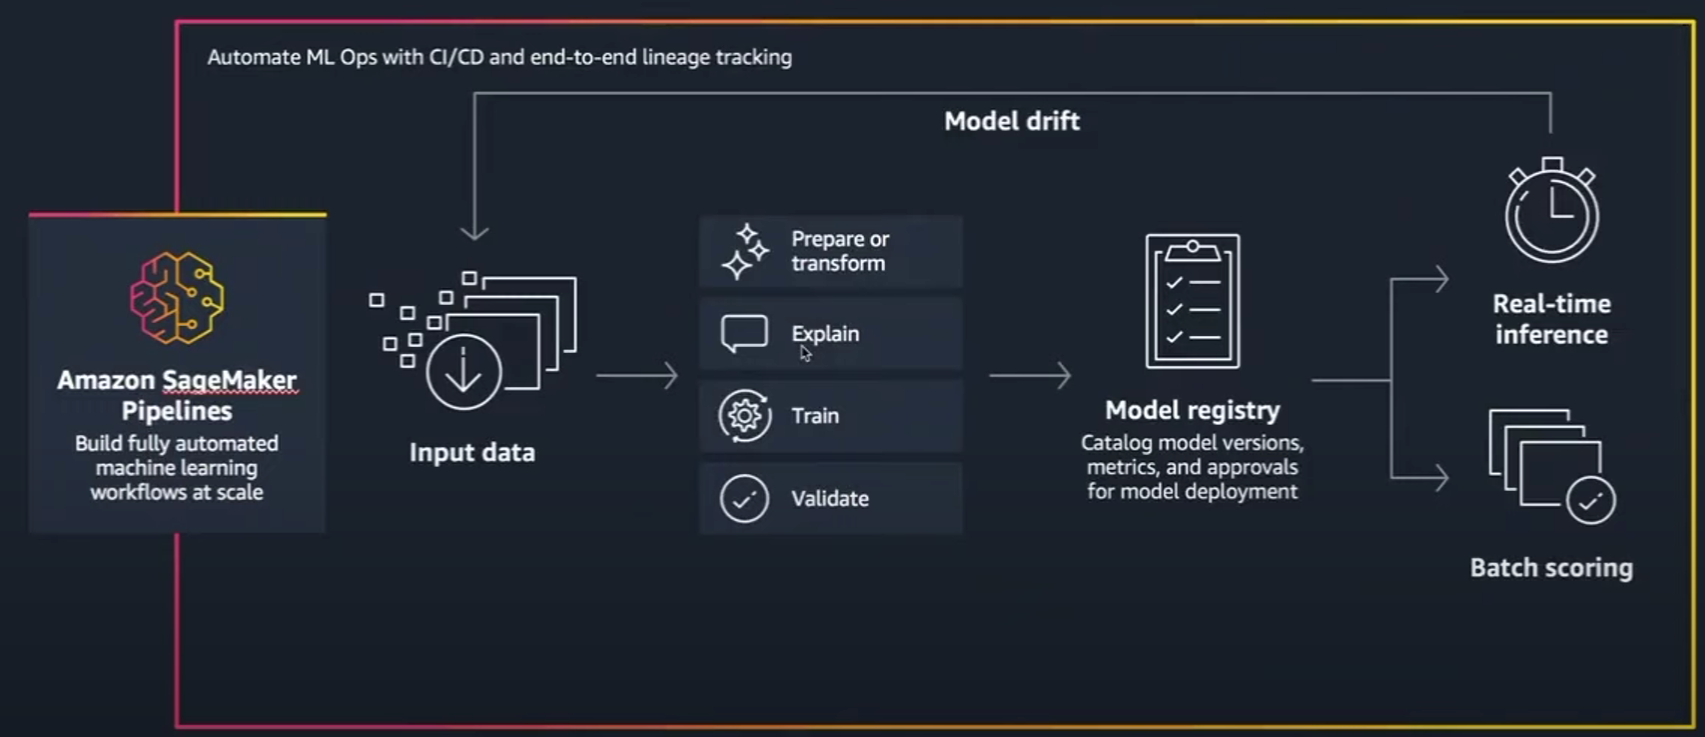 Automate ML Ops with CI/CD and end-to-end lineage tracking
Model drift
Amazon SageMaker
Pipelines
Build fully automated
machine learning
workflows at scale
Input data
Prepare or
transform
Explain
Train
Validate
Model registry
Catalog model versions,
metrics, and approvals
for model deployment
Real-time
inference
Batch scoring